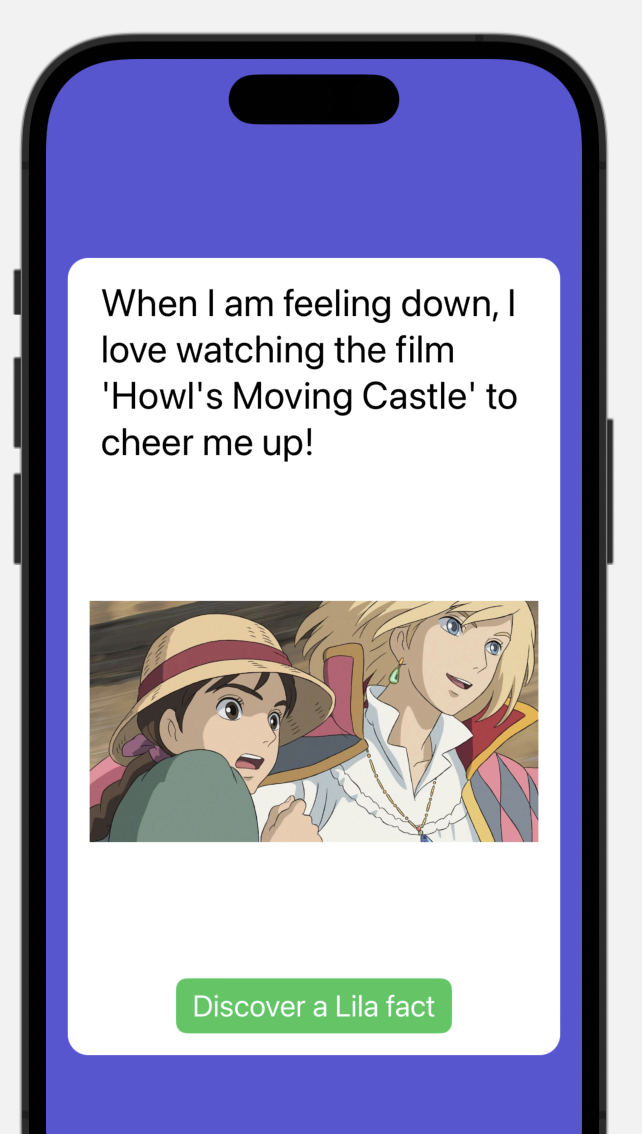 When I am feeling down, I
love watching the film
'Howl's Moving Castle' to
cheer me up!
Discover a Lila fact